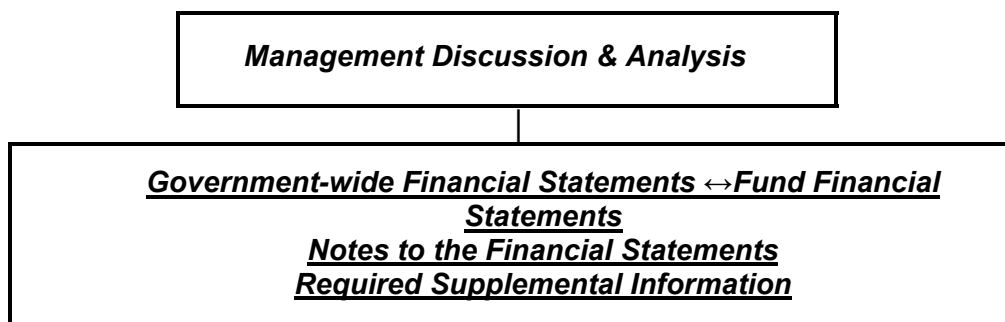 Management Discussion & Analysis
Government-wide Financial Statements ↔Fund Financial
Statements
Notes to the Financial Statements
Required Supplemental Information